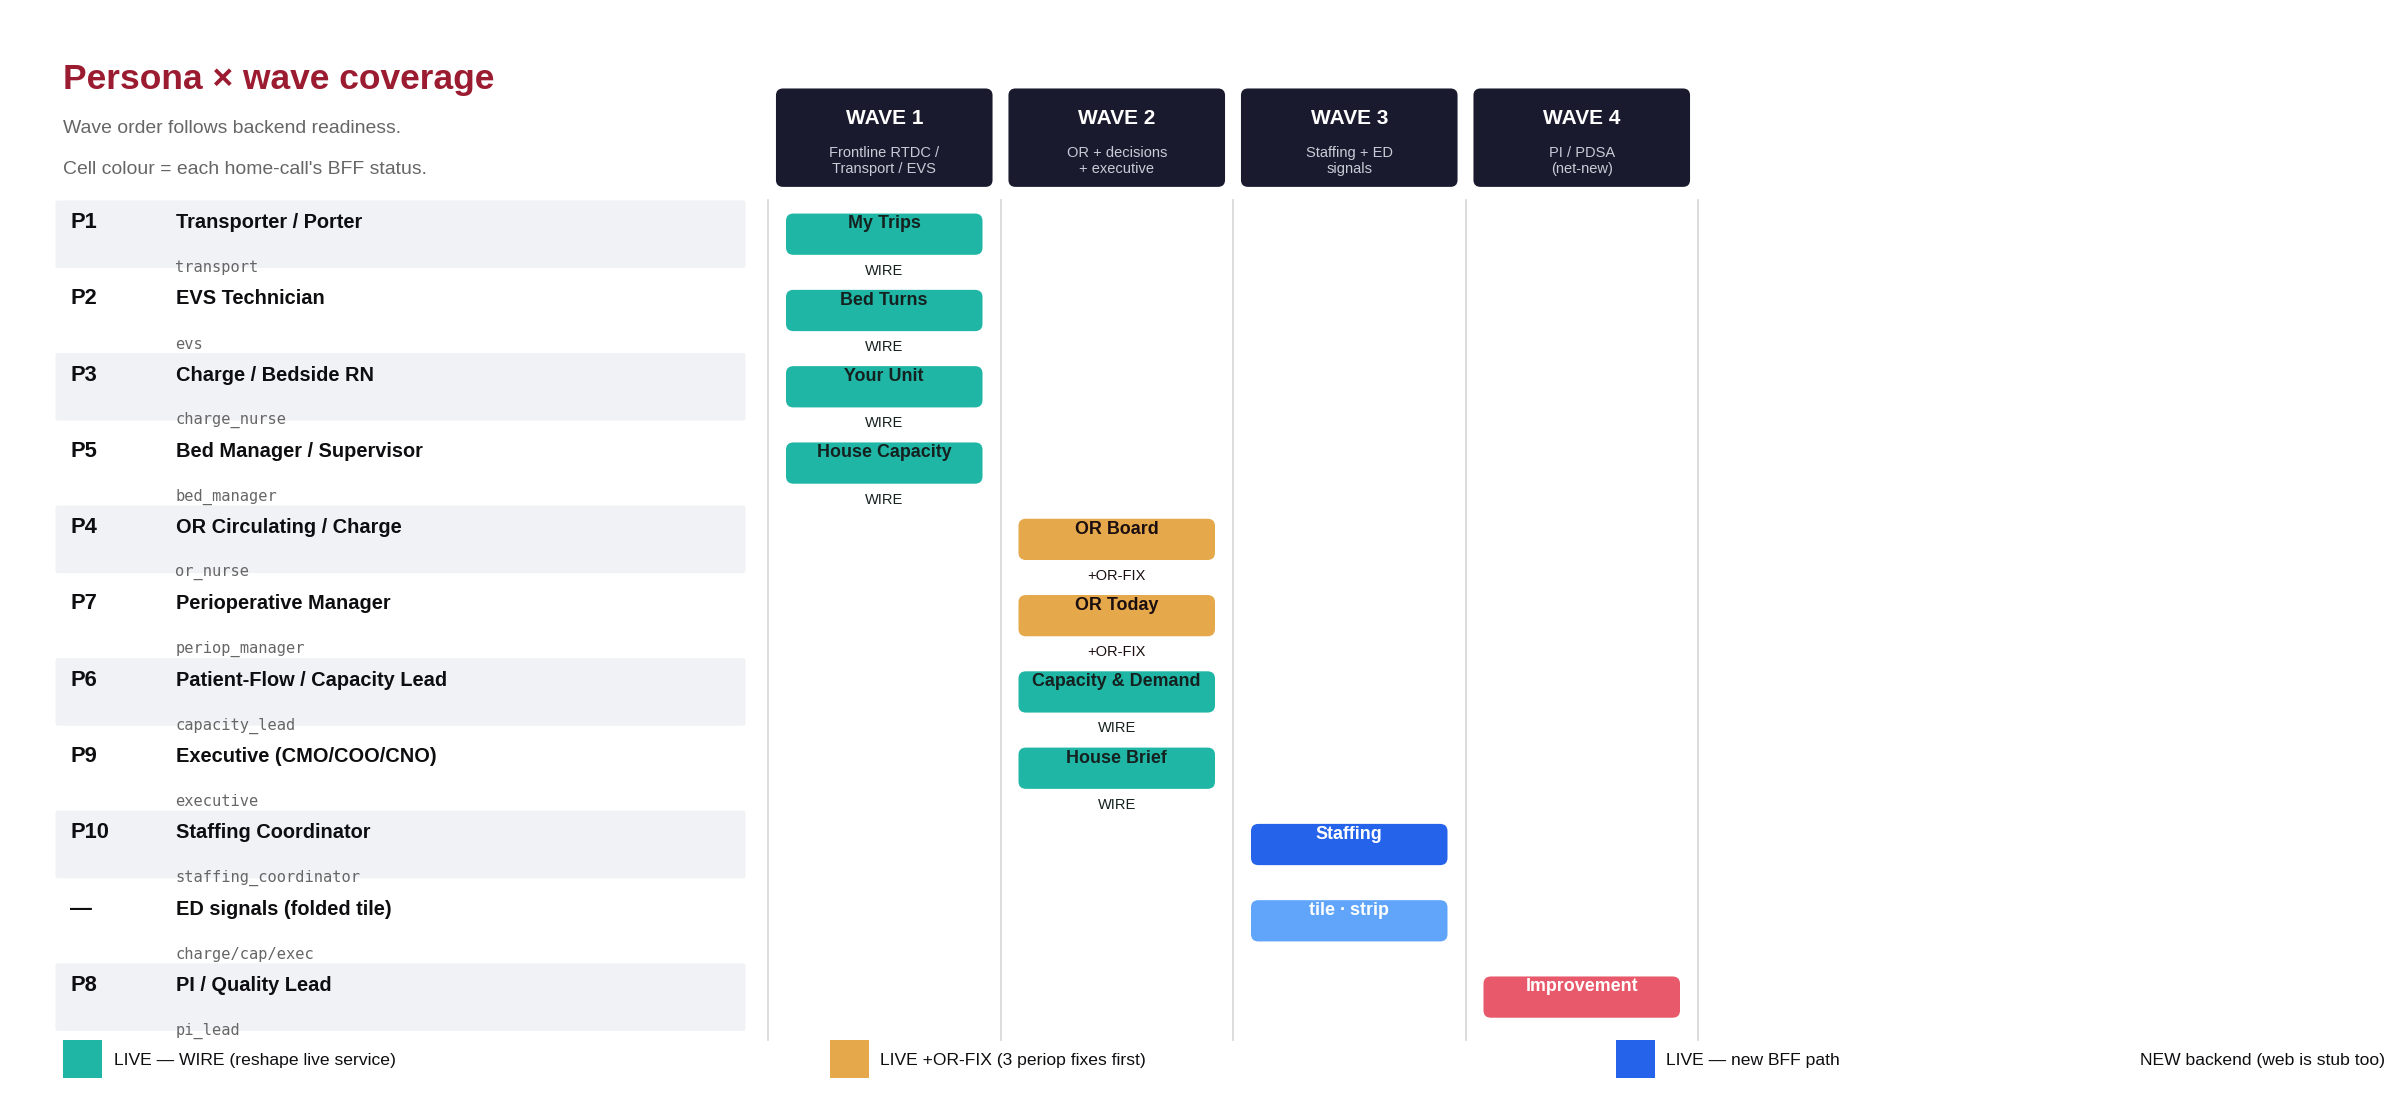 Persona × wave coverage
Wave order follows backend readiness.
Cell colour = each home-call's BFF status.
WAVE 1
Frontline RTDC /
Transport / EVS
WAVE 2
OR + decisions
+ executive
WAVE 3
Staffing + ED
signals
WAVE 4
PI / PDSA
(net-new)
P1 Transporter / Porter My Trips
transport WIRE
P2 EVS Technician Bed Turns
evs WIRE
P3 Charge / Bedside RN Your Unit
charge_nurse WIRE
P5 Bed Manager / Supervisor House Capacity
bed_manager WIRE
P4 OR Circulating / Charge OR Board
or_nurse +OR-FIX
P7 Perioperative Manager OR Today
periop_manager +OR-FIX
P6 Patient-Flow / Capacity Lead Capacity & Demand
capacity_lead WIRE
P9 Executive (CMO/COO/CNO) House Brief
executive WIRE
P10 Staffing Coordinator Staffing
staffing_coordinator
— ED signals (folded tile) tile · strip
charge/cap/exec
P8 PI / Quality Lead Improvement
pi_lead
LIVE — WIRE (reshape live service) LIVE +OR-FIX (3 periop fixes first) LIVE — new BFF path NEW backend (web is stub too)